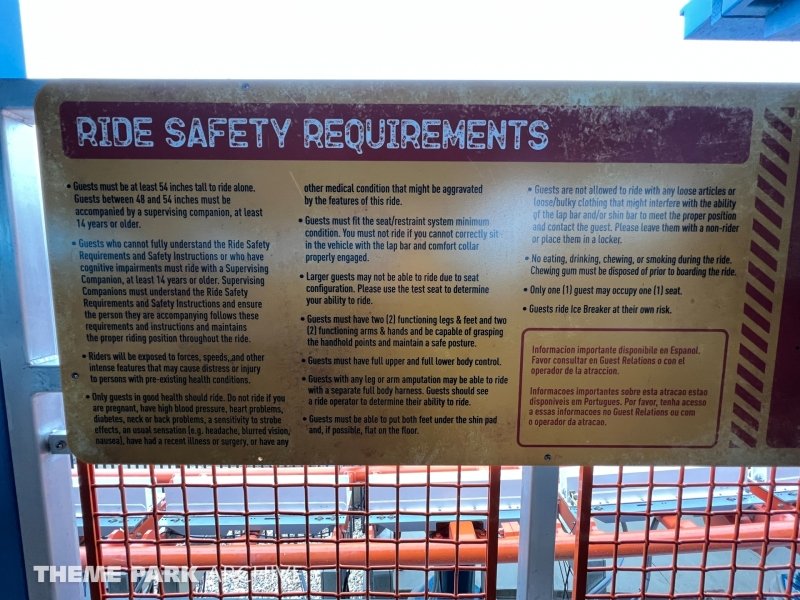 RIDE SAFETY REQUIREMENTS
• Guests must be at least 54 inches tall to ride alone.
Guests between 48 and 54 inches must be
accompanied by a supervising companion, at least
14 years or older.
• Guests who cannot fully understand the Ride Safety
Requirements and Safety Instructions or who have
cognitive impairments must ride with a Supervising
Companion, at least 14 years or older. Supervising
Companions must understand the Ride Safety
Requirements and Safety Instructions and ensure
the person they are accompanying follows these
requirements and instructions and maintains
the proper riding position throughout the ride.
• Riders will be exposed to forces, speeds, and other
intense features that may cause distress or injury
to persons with pre-existing health conditions.
• Only guests in good health should ride. Do not ride if you
are pregnant, have high blood pressure, heart problems,
diabetes, neck or back problems, a sensitivity to strobe
effects, an usual sensation (e.g. headache, blurred vision,
nausea), have had a recent illness or surgery, or have any
other medical condition that might be aggravated
by the features of this ride.
• Guests must fit the seat/restraint system minimum
condition. You must not ride if you cannot correctly sit
in the vehicle with the lap bar and comfort collar
properly engaged.
• Larger guests may not be able to ride due to seat
configuration. Please use the test seat to determine
your ability to ride.
• Guests must have two (2) functioning legs & feet and two
(2) functioning arms & hands and be capable of grasping
the handhold points and maintain a safe posture.
• Guests must have full upper and full lower body control.
• Guests with any leg or arm amputation may be able to ride
with a separate full body harness. Guests should see
a ride operator to determine their ability to ride.
• Guests must be able to put both feet under the shin pad
and, if possible, flat on the floor.
• Guests are not allowed to ride with any loose articles or
loose/bulky clothing that might interfere with the ability
of the lap bar and/or shin bar to meet the proper position
and contact the guest. Please leave them with a non-rider
or place them in a locker.
• No eating, drinking, chewing, or smoking during the ride.
Chewing gum must be disposed of prior to boarding the ride.
• Only one (1) guest may occupy one (1) seat.
• Guests ride Ice Breaker at their own risk.
Informacion importante disponible en Espanol.
Favor consultar en Guest Relations o con el
operador de la atraccion.
Informacoes importantes sobre esta atracao estao
disponiveis em Portugues. Por favor, tenha acesso
a essas informacoes no Guest Relations ou com
o operador da atracao.
THEME PARK ARCHIVE